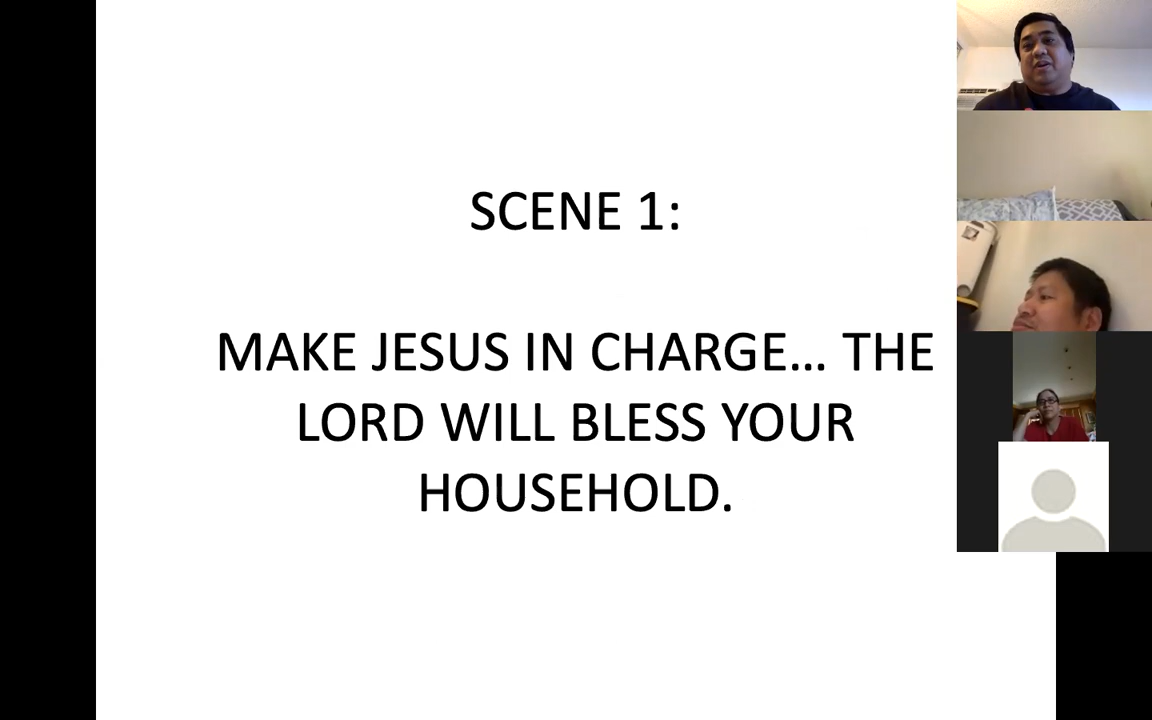 SCENE 1:
MAKE JESUS IN CHARGE... THE
LORD WILL BLESS YOUR
HOUSEHOLD.